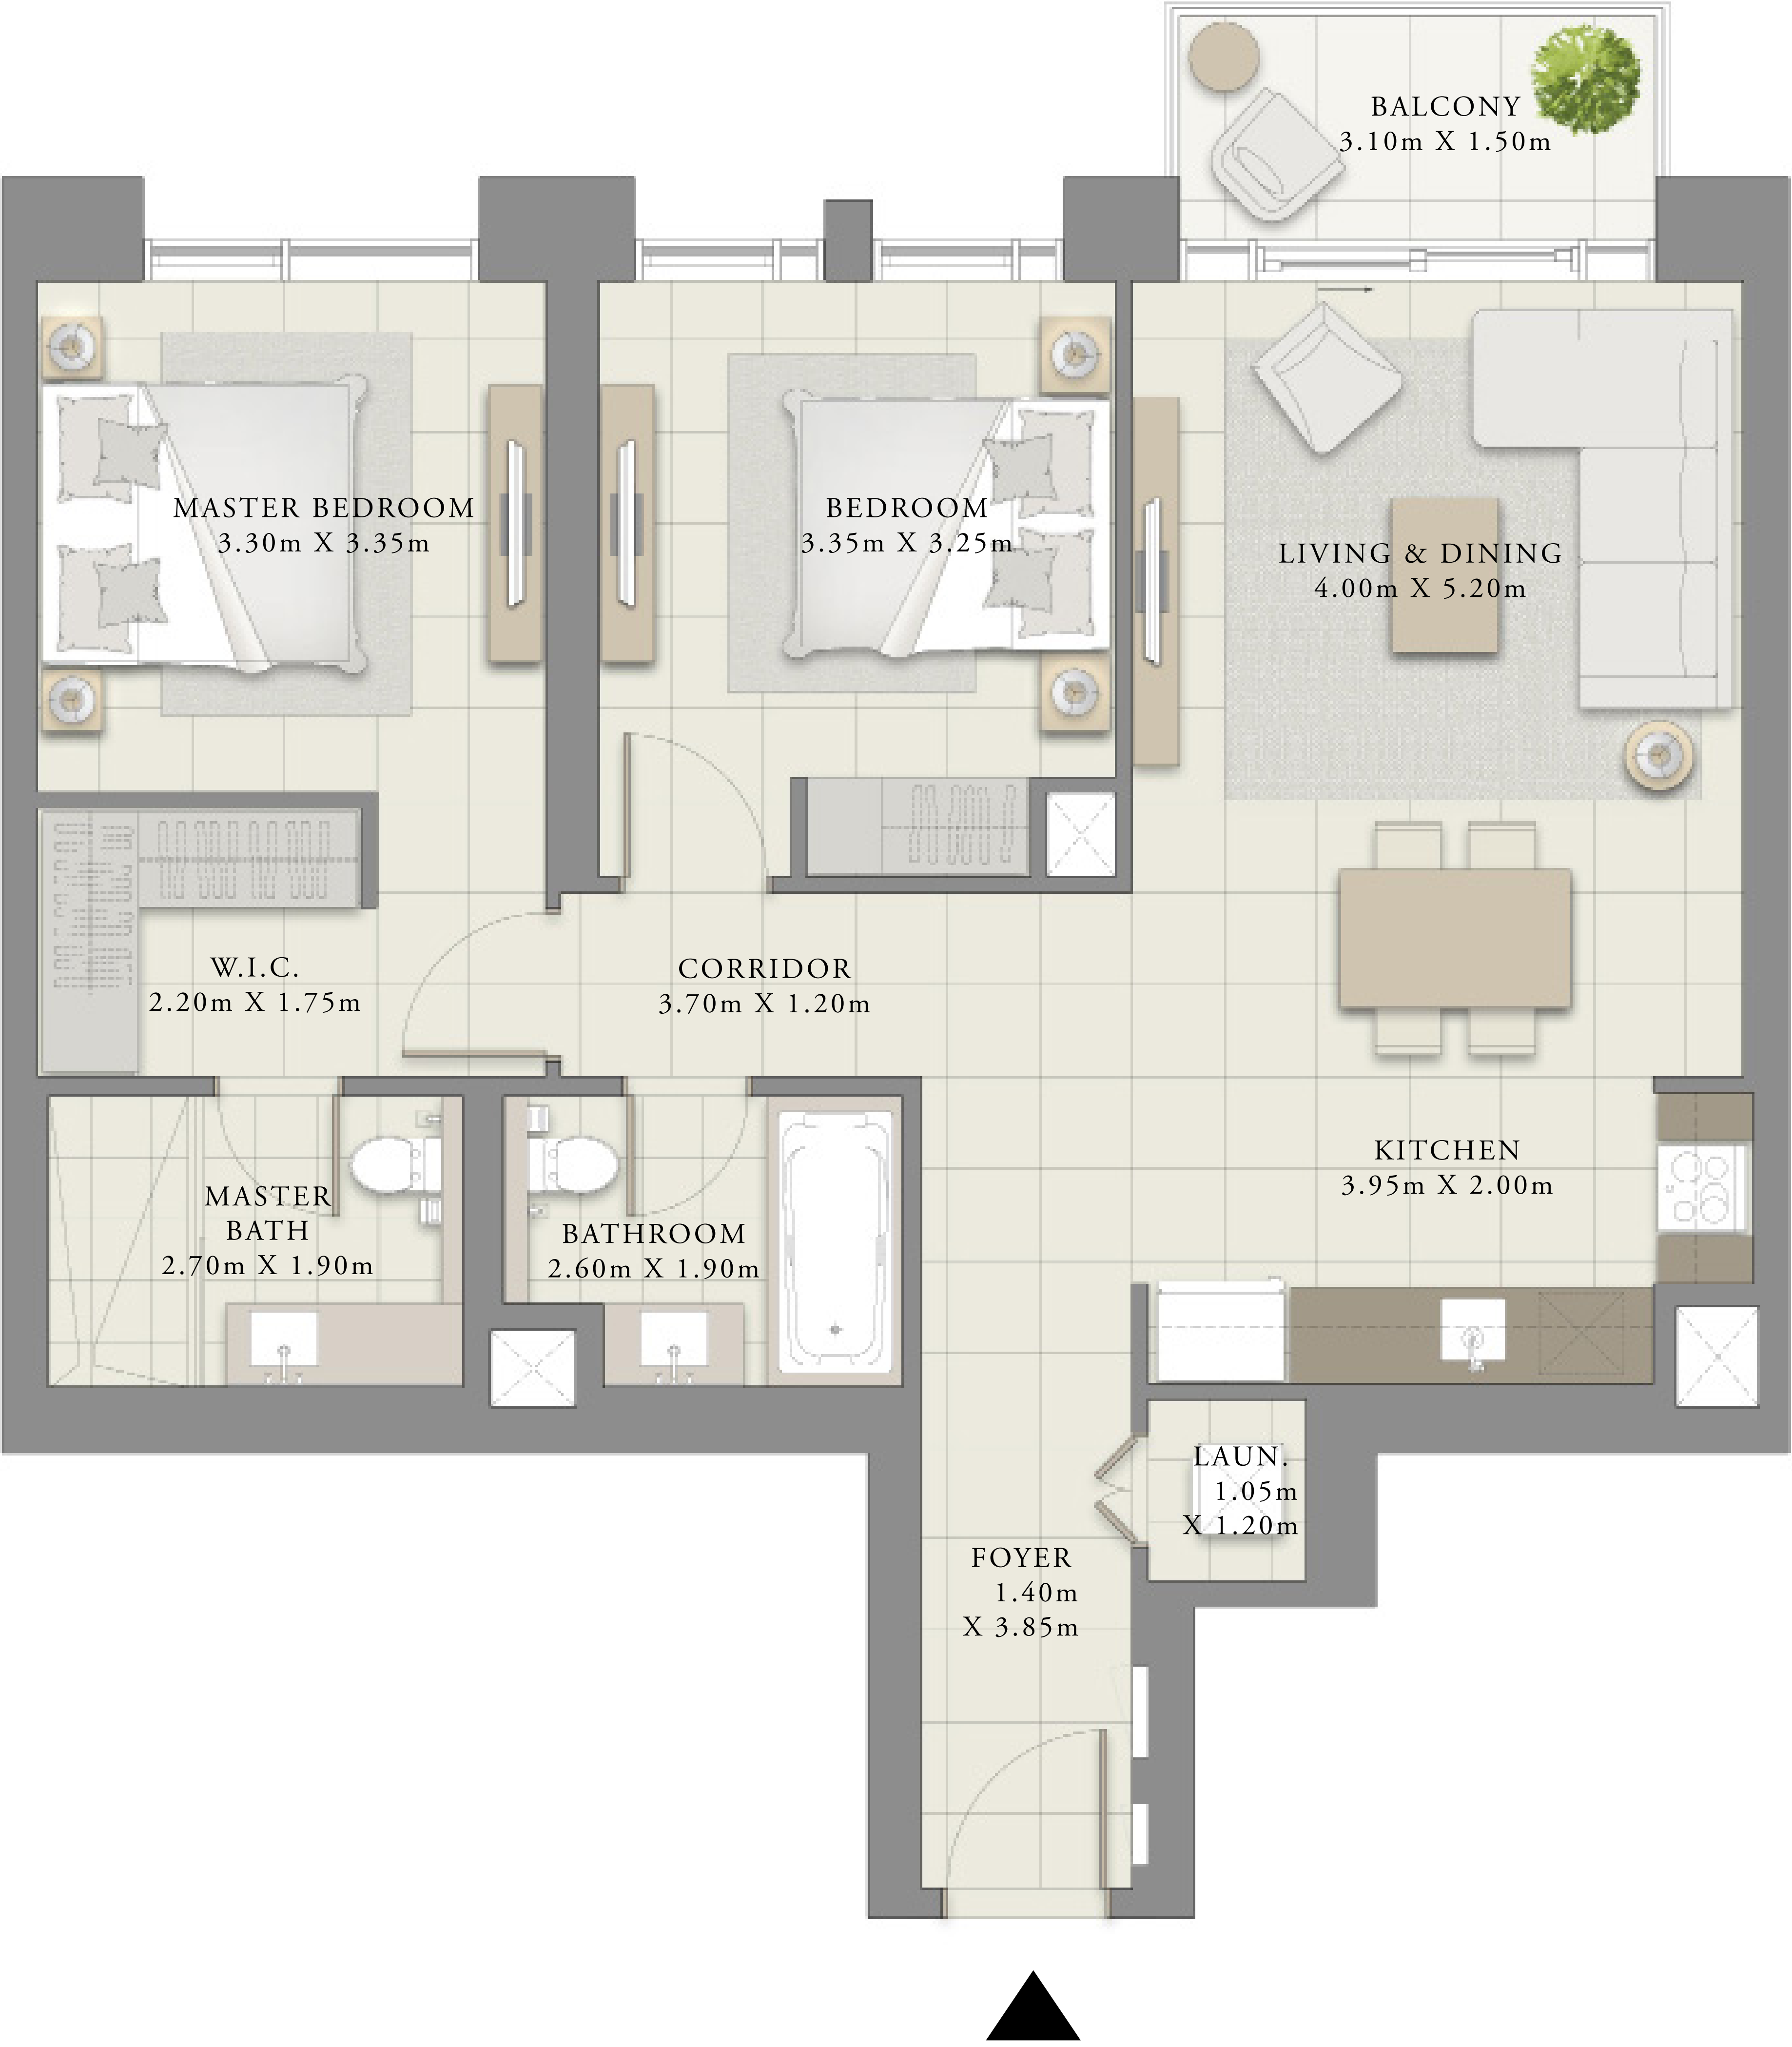 BALCONY
3.10m X 1.50m
MASTER BEDROOM
3.30m X 3.35m
BEDROOM
3.35m X 3.25m
LIVING & DINING
4.00m X 5.20m
W.I.C.
2.20m X 1.75m
CORRIDOR
3.70m X 1.20m
KITCHEN
3.95m X 2.00m
MASTER
BATH
2.70m X 1.90m
BATHROOM
2.60m X 1.90m
LAUN.
1.05m
X 1.20m
FOYER
1.40m
X 3.85m